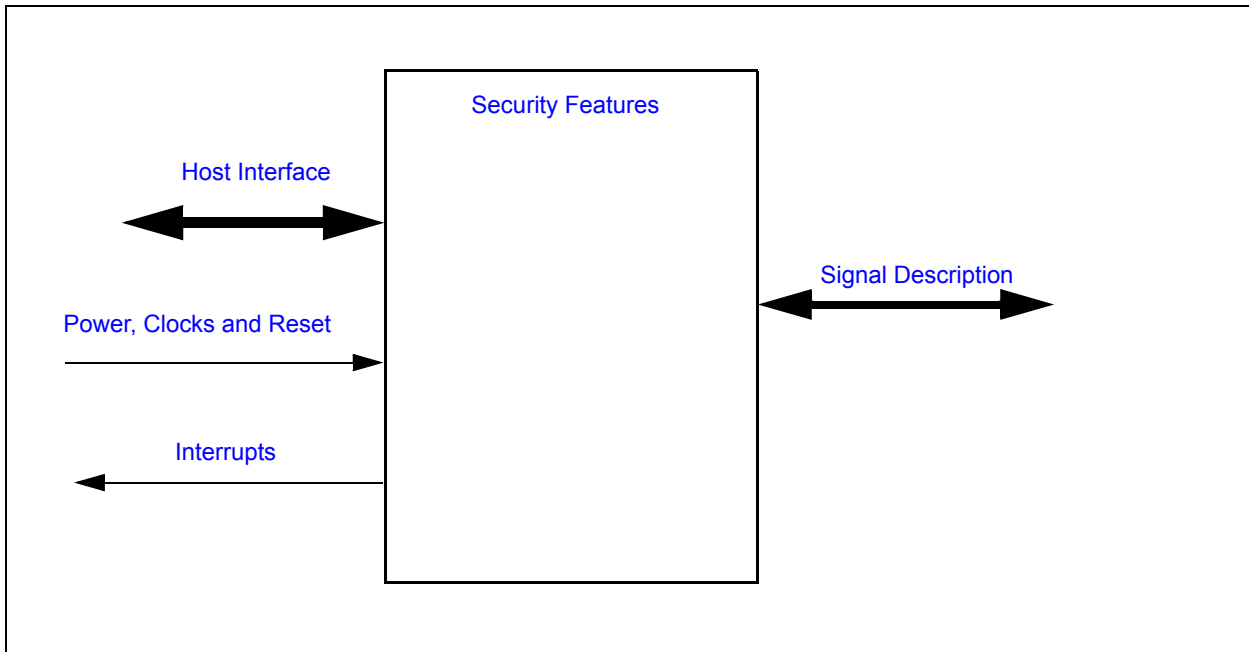 Security Features
Host Interface
Signal Description
Power, Clocks and Reset
Interrupts